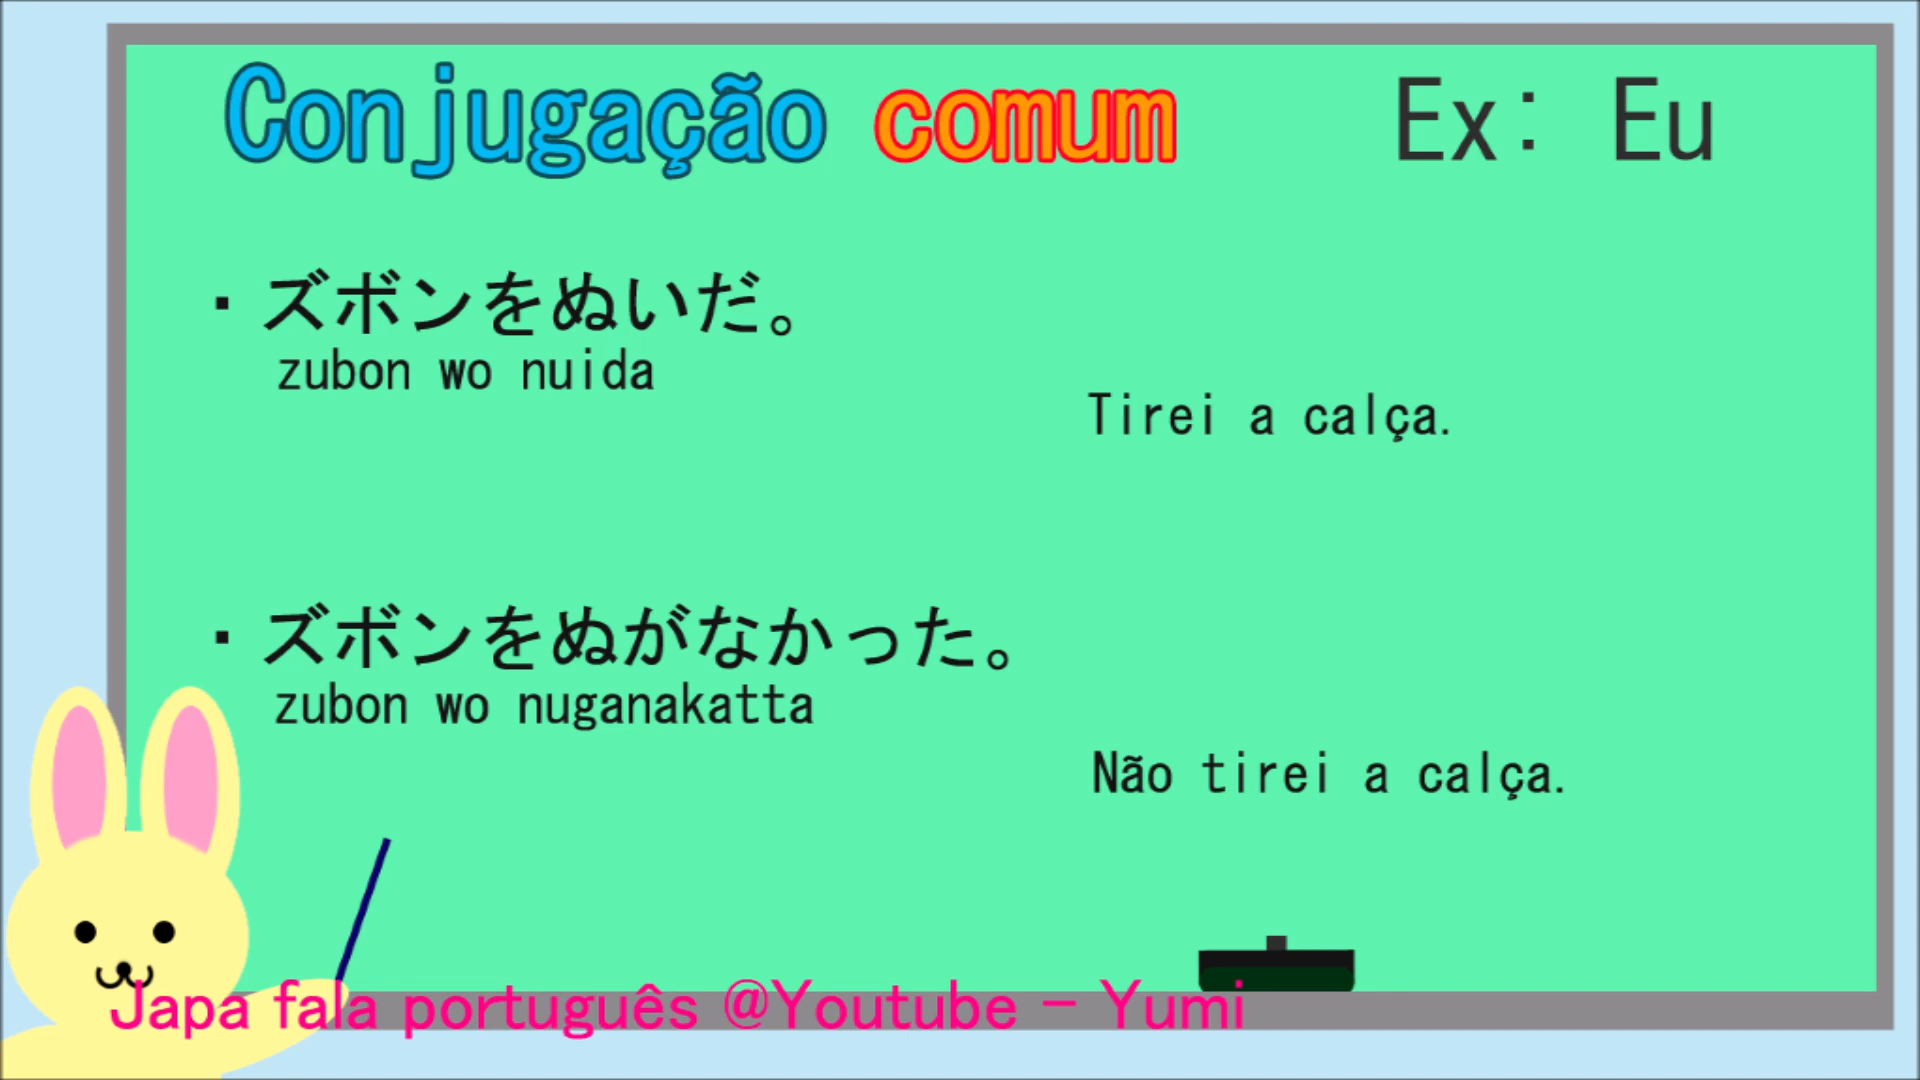 Conjugação comum Ex: Eu
・ズボンをぬいだ。
zubon wo nuida
Tirei a calça.
・ズボンをぬがなかった。
zubon wo nuganakatta
Não tirei a calça.
Japa fala português @Youtube - Yumi